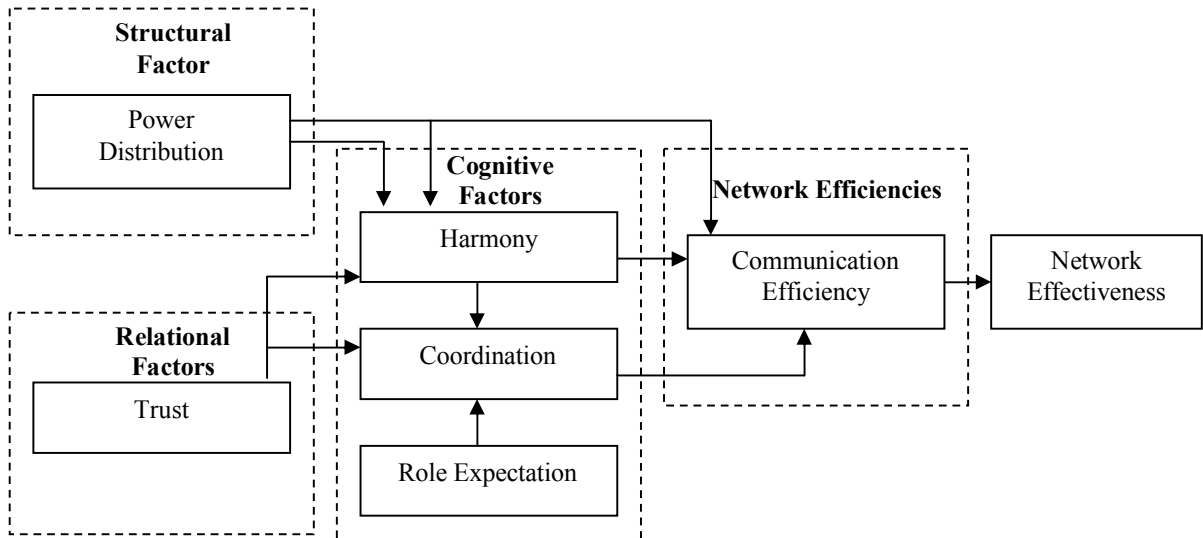 Structural
Factor
Power
Distribution
Relational
Factors
Trust
Cognitive
Factors
Harmony
Coordination
Role Expectation
Network Efficiencies
Communication
Efficiency
Network
Effectiveness